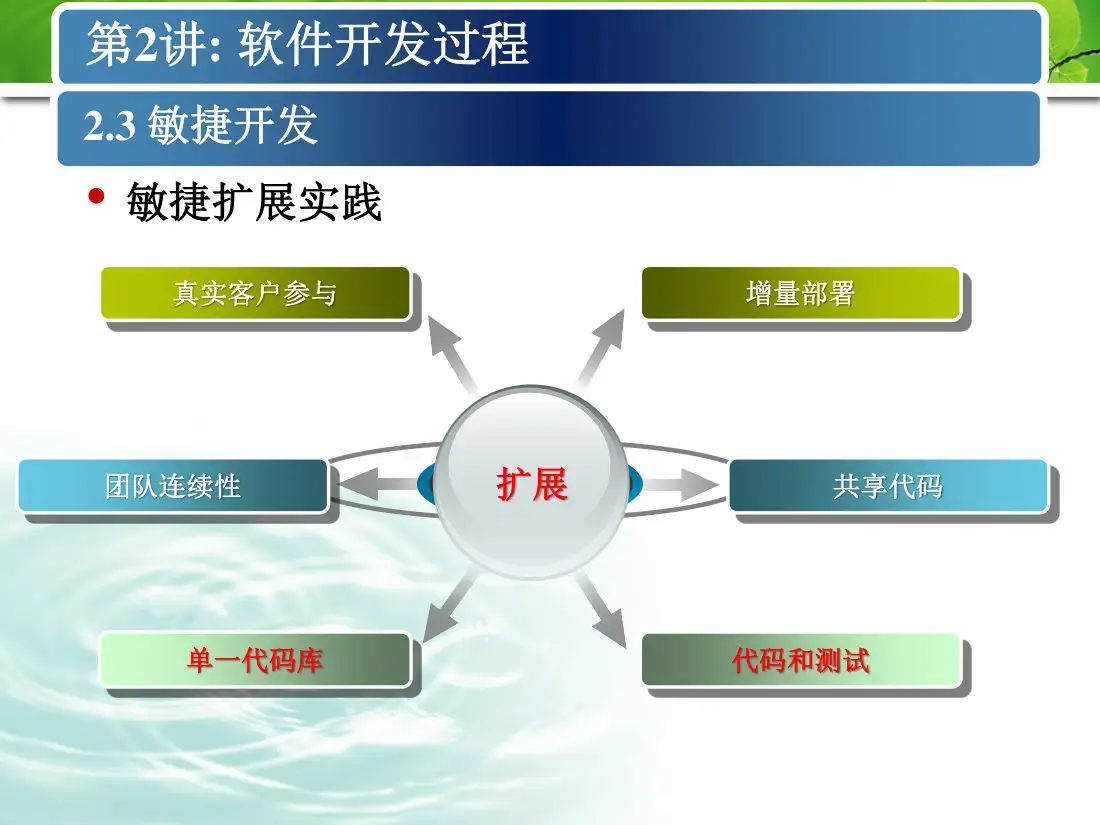 第2讲: 软件开发过程
2.3 敏捷开发
• 敏捷扩展实践
真实客户参与
增量部署
团队连续性
扩展
共享代码
单一代码库
代码和测试